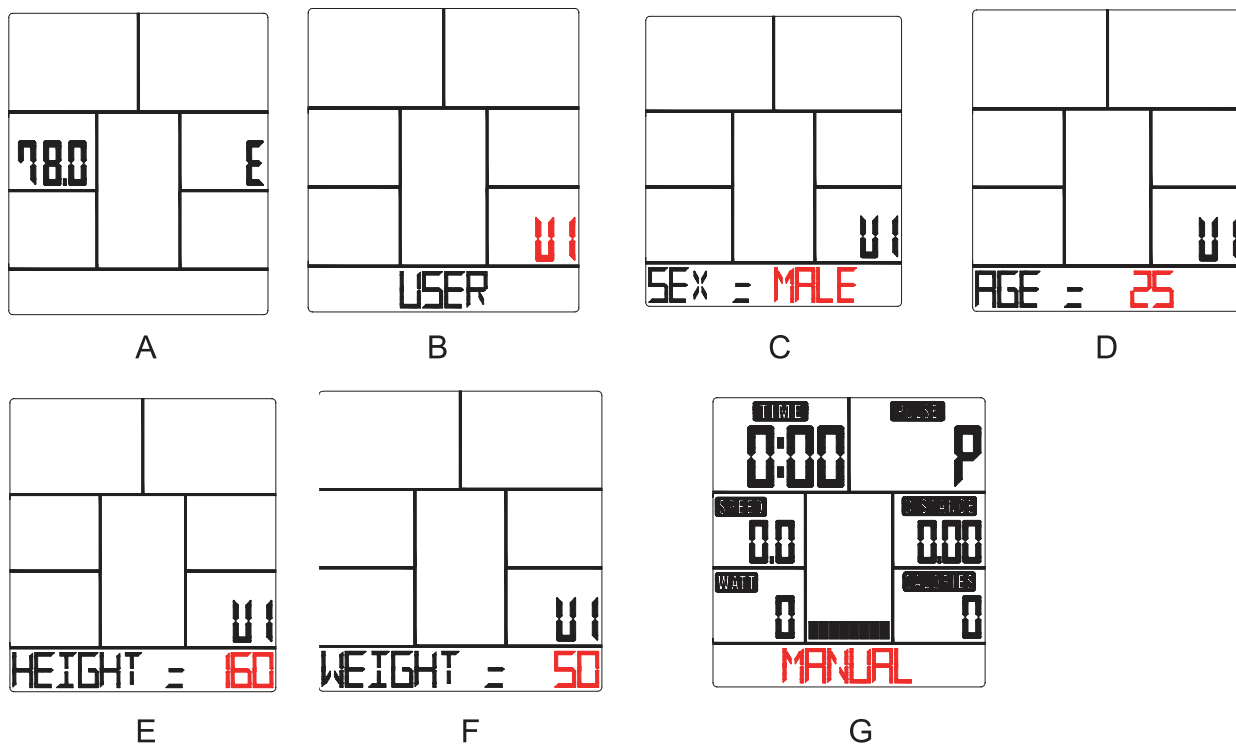 78.0 E
U1
USER
U1
SEX = MALE
U1
AGE = 25
A B C D
U1
HEIGHT = 160
U1
WEIGHT = 50
TIME PULSE
0:00 P
SPEED DISTANCE
0.0 0.00
WATT CALORIES
0 0
MANUAL
E F G